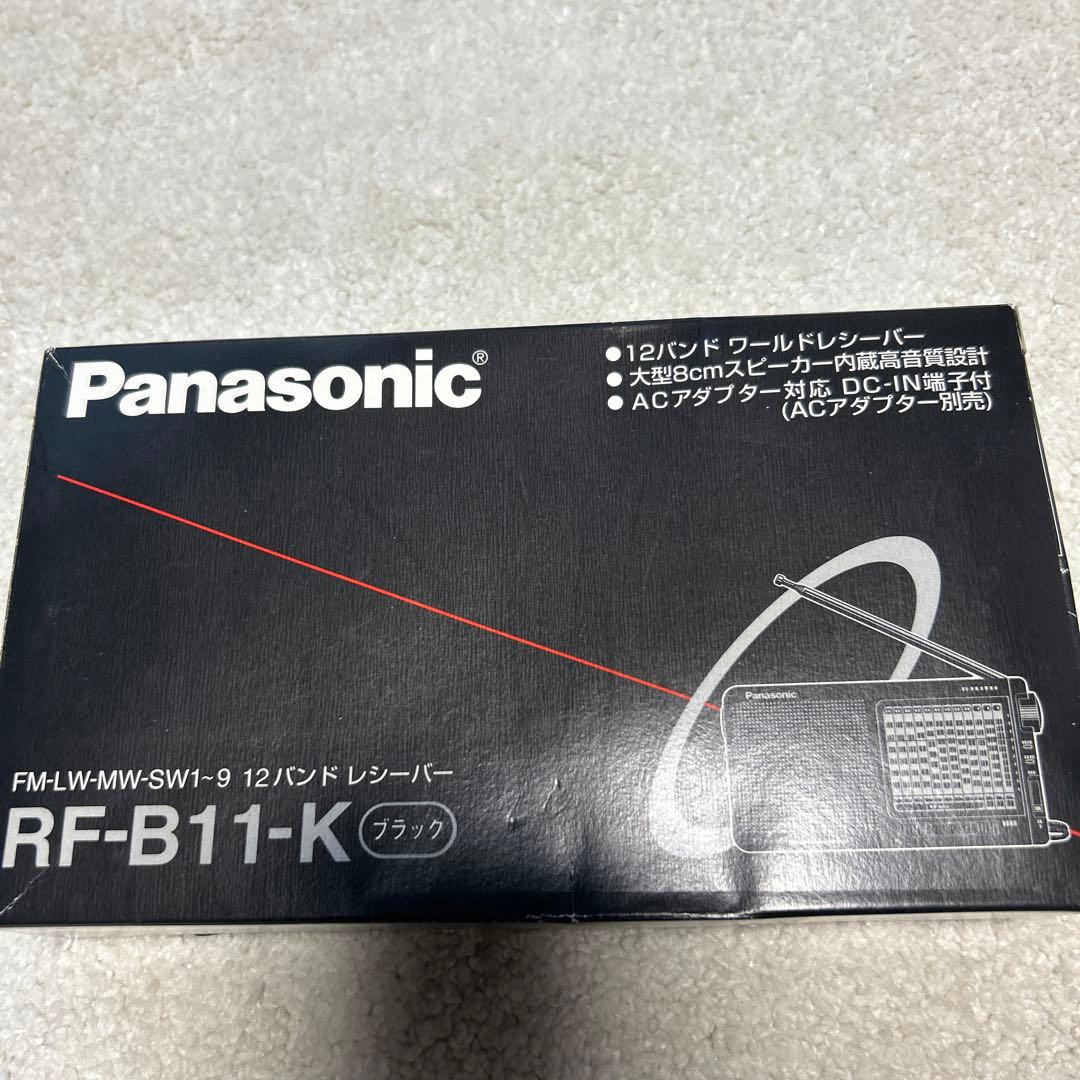 Panasonic®
●12バンド ワールドレシーバー
●大型8cmスピーカー内蔵高音質設計
●ACアダプター対応 DC-IN端子付
(ACアダプター別売)
Panasonic
FM-LW-MW-SW1~9 12バンド レシーバー
RF-B11-K ブラック